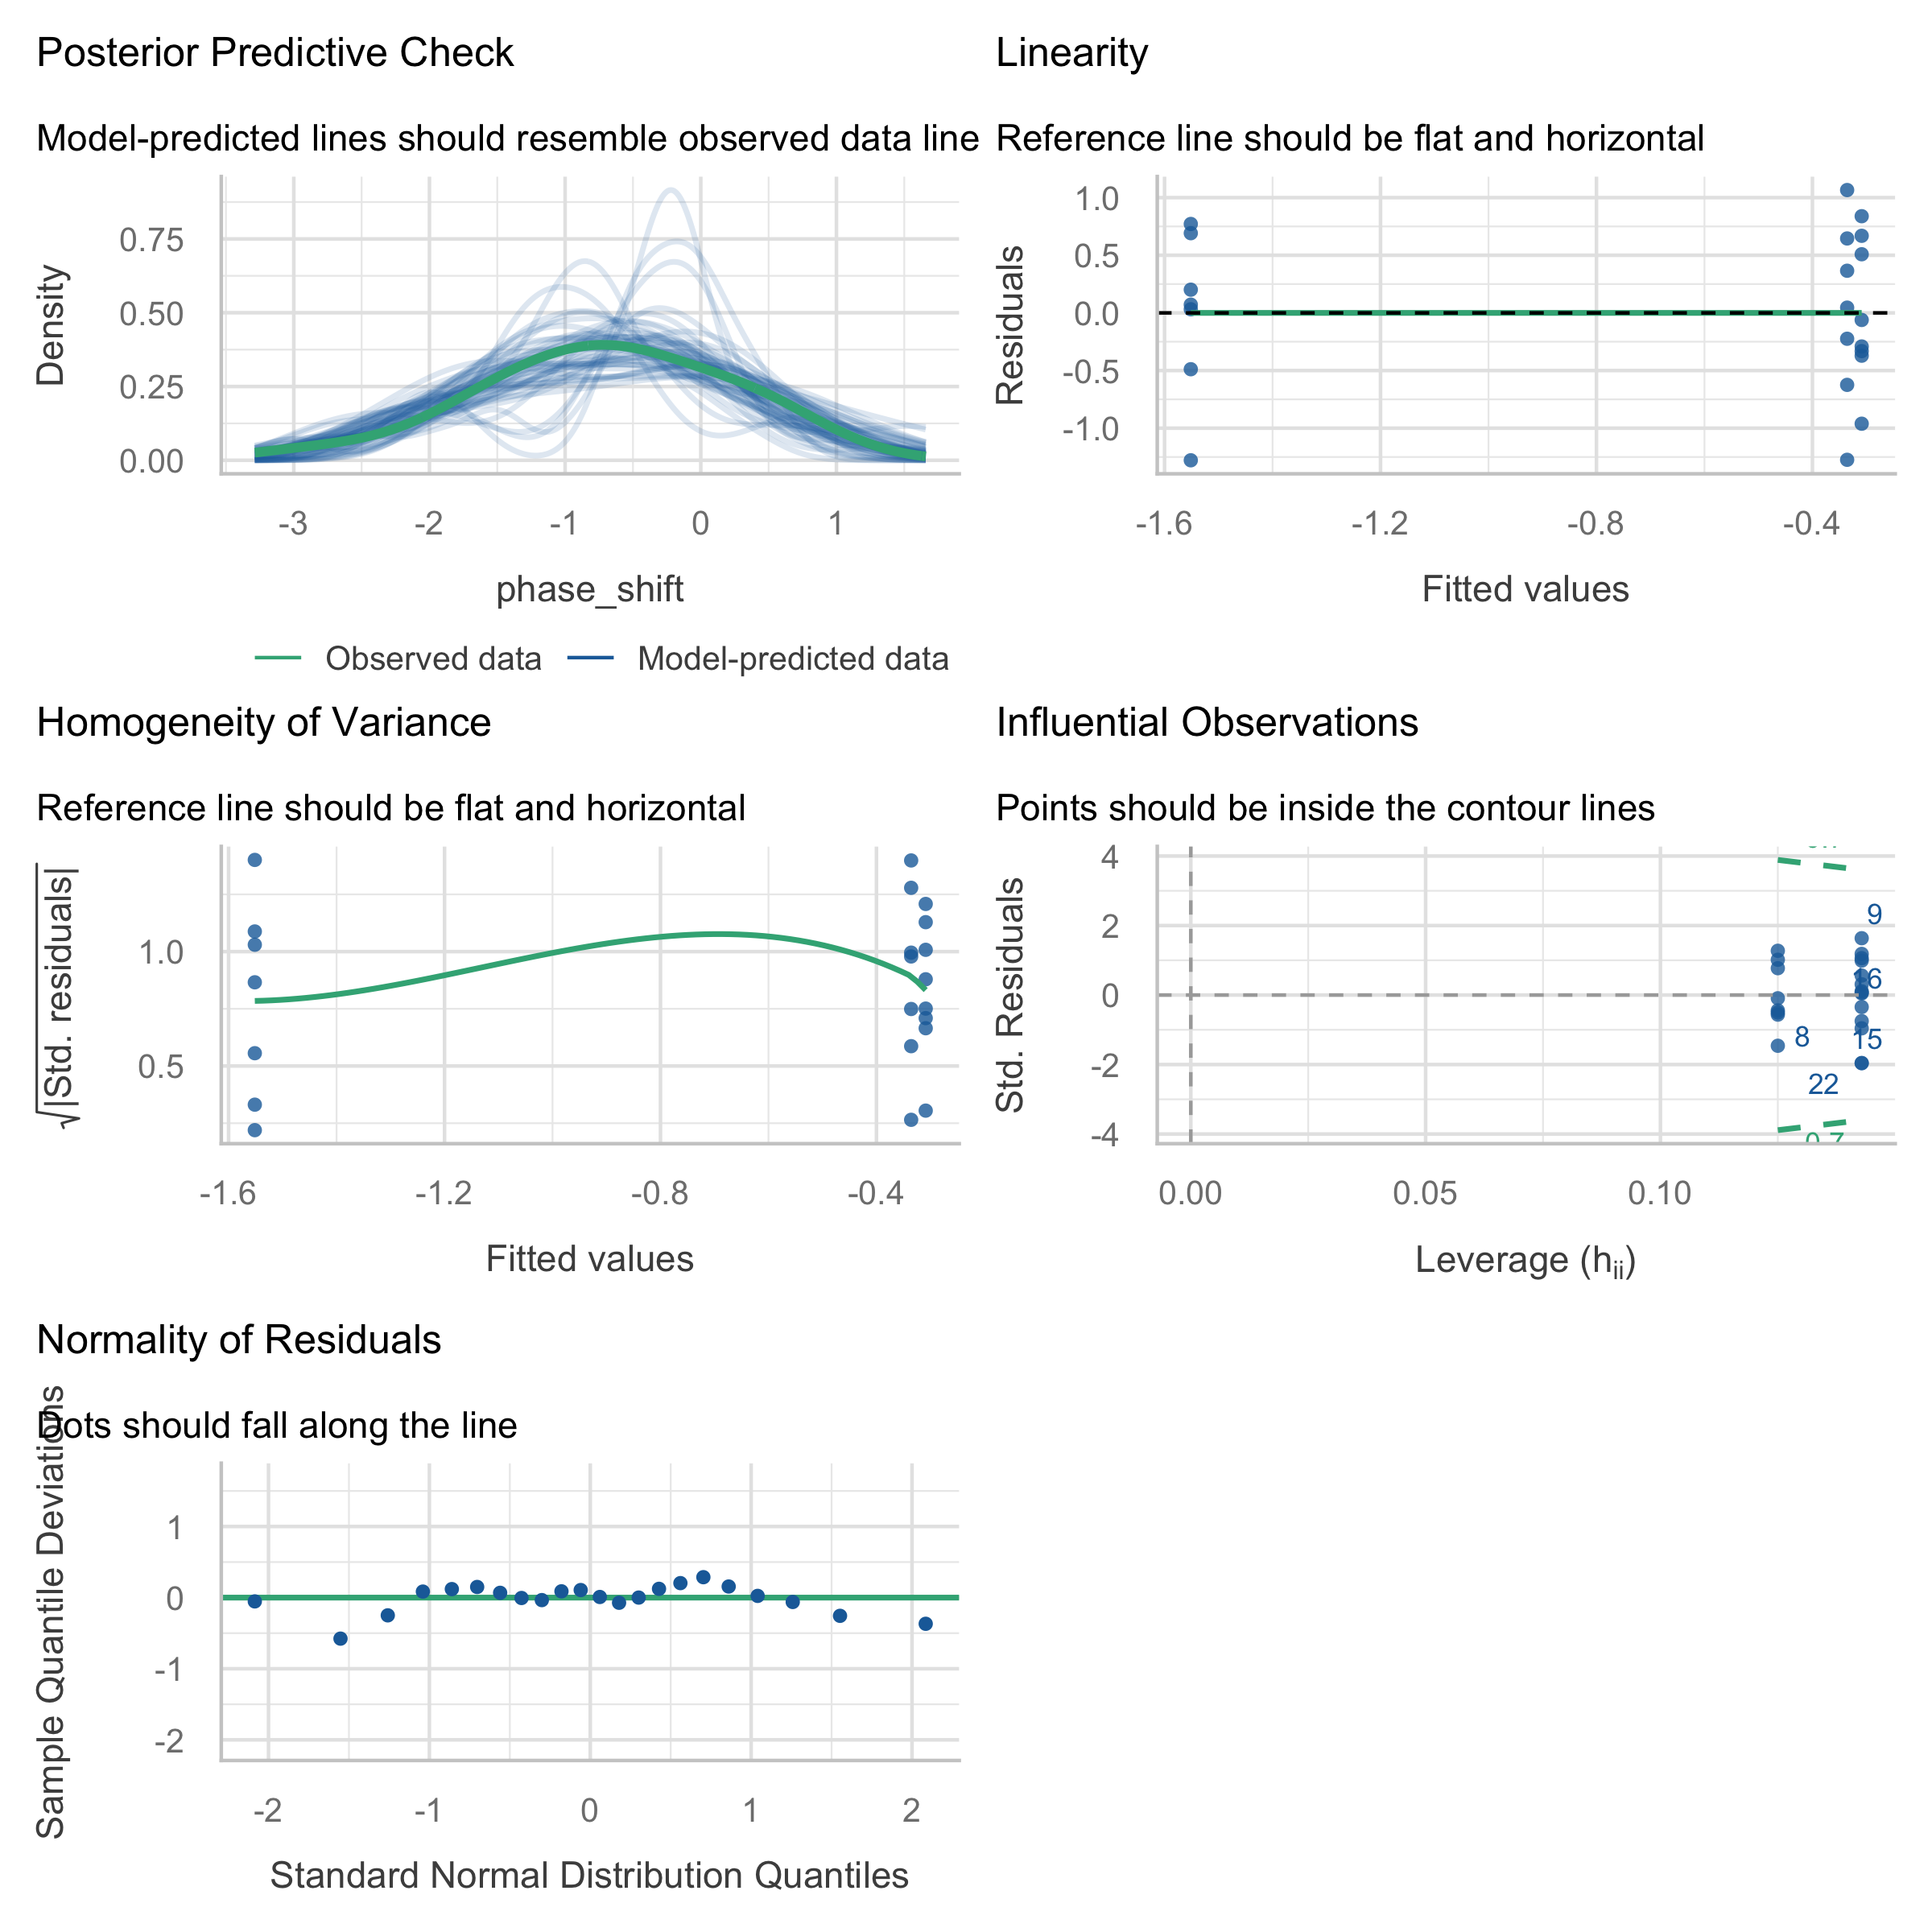 Posterior Predictive Check
Model-predicted lines should resemble observed data line
Density
0.75
0.50
0.25
0.00
-3 -2 -1 0 1
phase_shift
Observed data Model-predicted data
Linearity
Reference line should be flat and horizontal
Residuals
1.0
0.5
0.0
-0.5
-1.0
-1.6 -1.2 -0.8 -0.4
Fitted values
Homogeneity of Variance
Reference line should be flat and horizontal
√|Std. residuals|
1.0
0.5
-1.6 -1.2 -0.8 -0.4
Fitted values
Influential Observations
Points should be inside the contour lines
Std. Residuals
4
2
0
-2
-4
9
16
8
15
22
0.7
0.00 0.05 0.10
Leverage (hii)
Normality of Residuals
Dots should fall along the line
Sample Quantile Deviations
1
0
-1
-2
-2 -1 0 1 2
Standard Normal Distribution Quantiles